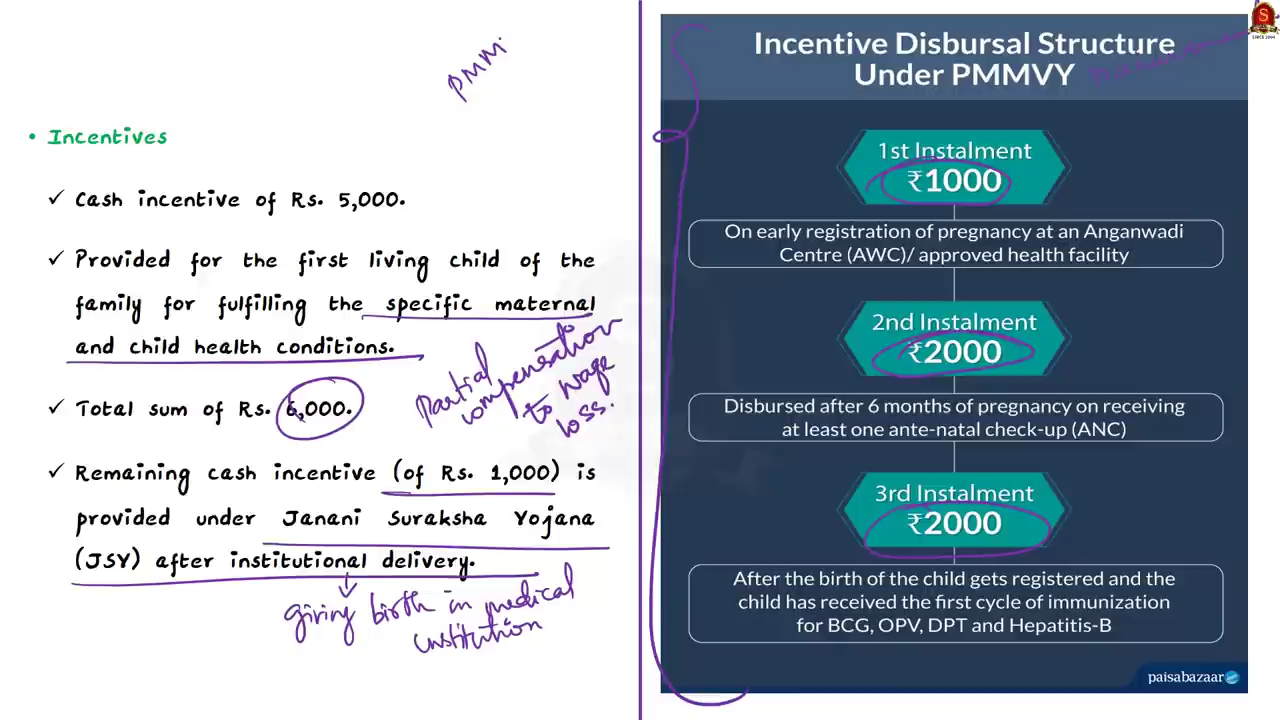 PMM
• Incentives
✓ Cash incentive of Rs. 5,000.
✓ Provided for the first living child of the
family for fulfilling the specific maternal
and child health conditions.
Partial
compensation
to wage
loss.
✓ Total sum of Rs. 6,000.
✓ Remaining cash incentive (of Rs. 1,000) is
provided under Janani Suraksha Yojana
(JSY) after institutional delivery.
giving birth in medical
institution
Incentive Disbursal Structure
Under PMMVY
1st Instalment
₹1000
On early registration of pregnancy at an Anganwadi
Centre (AWC)/ approved health facility
2nd Instalment
₹2000
Disbursed after 6 months of pregnancy on receiving
at least one ante-natal check-up (ANC)
3rd Instalment
₹2000
After the birth of the child gets registered and the
child has received the first cycle of immunization
for BCG, OPV, DPT and Hepatitis-B
paisabazaar
S
SINCE 2004